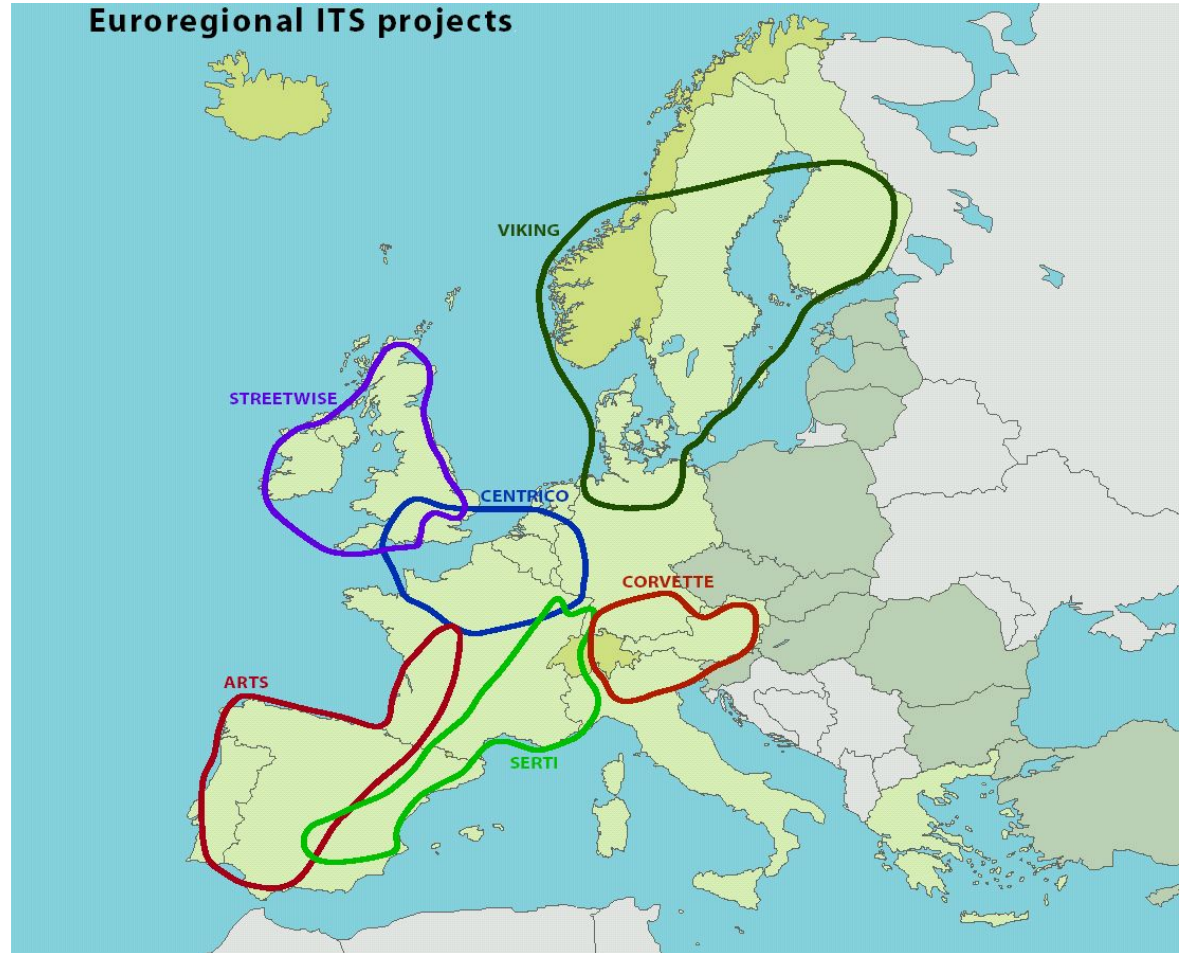 Euroregional ITS projects
VIKING
STREETWISE
CENTRICO
CORVETTE
ARTS
SERTI